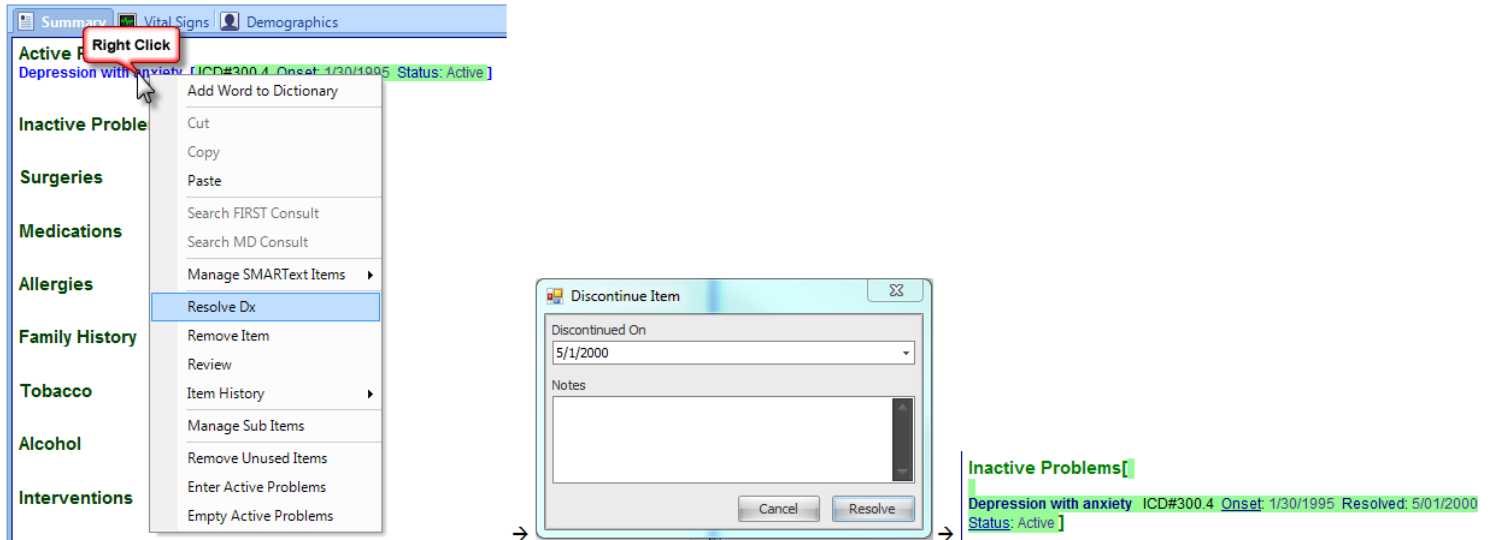 Summary Vital Signs Demographics
Right Click
Active P
Depression with anxiety [ ICD#300.4 Onset: 1/30/1995 Status: Active ]
Inactive Proble
Surgeries
Medications
Allergies
Family History
Tobacco
Alcohol
Interventions
Add Word to Dictionary
Cut
Copy
Paste
Search FIRST Consult
Search MD Consult
Manage SMARText Items
Resolve Dx
Remove Item
Review
Item History
Manage Sub Items
Remove Unused Items
Enter Active Problems
Empty Active Problems
→
Discontinue Item
Discontinued On
5/1/2000
Notes
Cancel Resolve
→
Inactive Problems[
Depression with anxiety ICD#300.4 Onset: 1/30/1995 Resolved: 5/01/2000
Status: Active ]